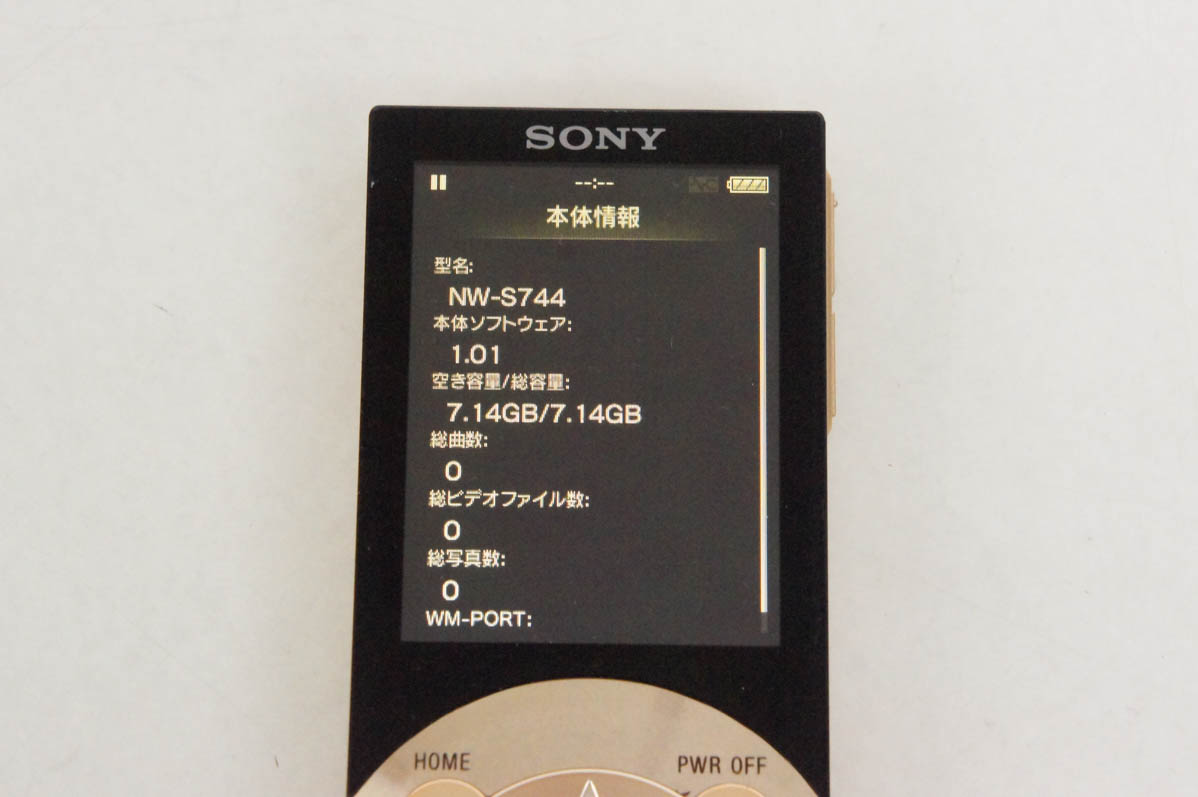 SONY
--:--
本体情報
型名:
NW-S744
本体ソフトウェア:
1.01
空き容量/総容量:
7.14GB/7.14GB
総曲数:
0
総ビデオファイル数:
0
総写真数:
0
WM-PORT:
HOME
PWR OFF